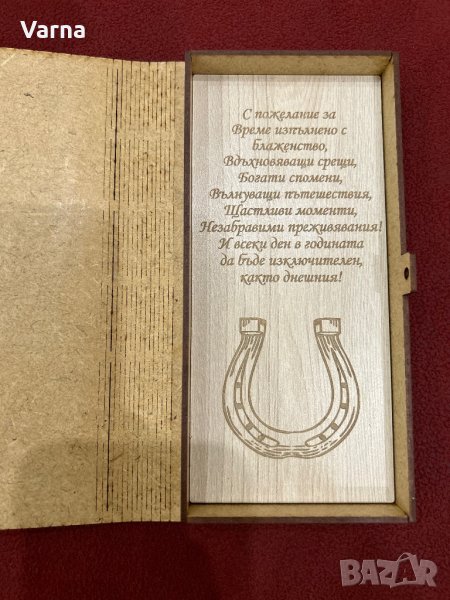 Varna
С пожелание за
Време изпълнено с
блаженство,
Вдъхновяващи срещи,
Богати спомени,
Вълнуващи пътешествия,
Щастливи моменти,
Незабравими преживявания!
И всеки ден в годината
да бъде изключителен,
както днешния!
BAZAR